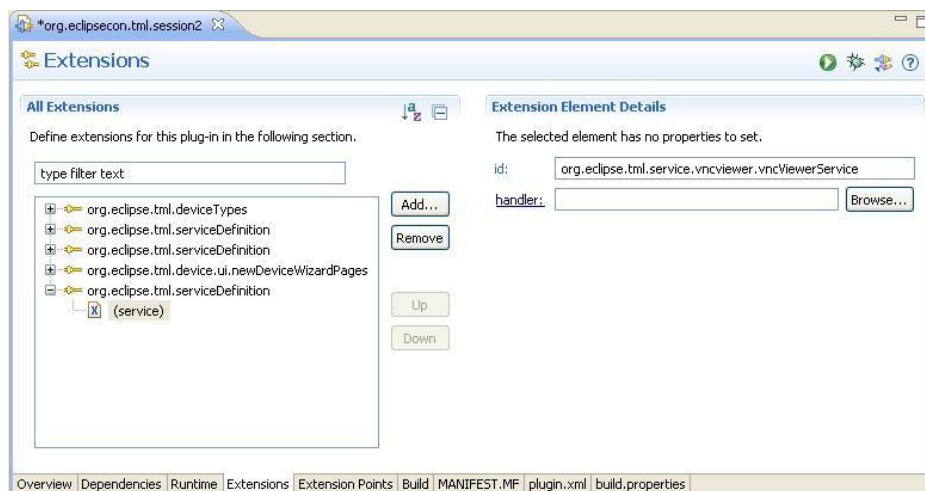 *org.eclipsecon.tml.session2
Extensions
All Extensions
Define extensions for this plug-in in the following section.
type filter text
org.eclipse.tml.deviceTypes
org.eclipse.tml.serviceDefinition
org.eclipse.tml.serviceDefinition
org.eclipse.tml.device.ui.newDeviceWizardPages
org.eclipse.tml.serviceDefinition
(service)
Add...
Remove
Up
Down
Extension Element Details
The selected element has no properties to set.
id: org.eclipse.tml.service.vncviewer.vncViewerService
handler: Browse...
Overview Dependencies Runtime Extensions Extension Points Build MANIFEST.MF plugin.xml build.properties